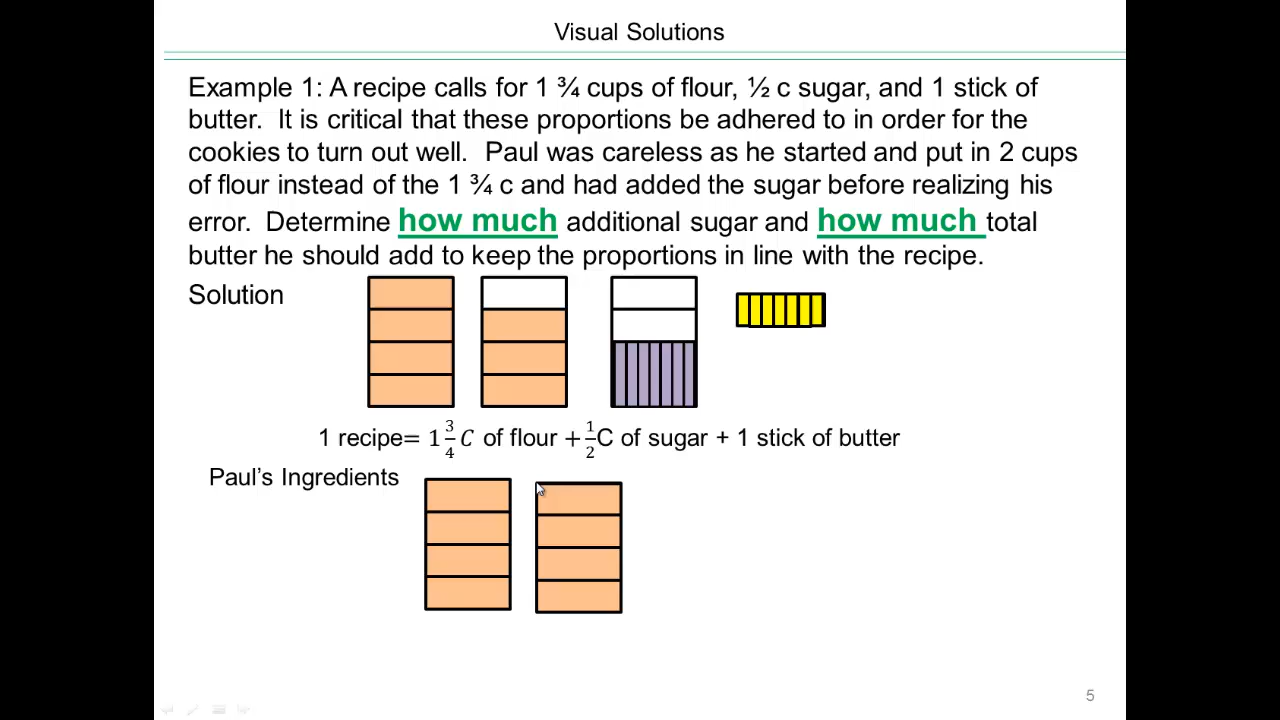 Visual Solutions
Example 1: A recipe calls for 1 ¾ cups of flour, ½ c sugar, and 1 stick of
butter.  It is critical that these proportions be adhered to in order for the
cookies to turn out well.  Paul was careless as he started and put in 2 cups
of flour instead of the 1 ¾ c and had added the sugar before realizing his
error.  Determine how much additional sugar and how much total
butter he should add to keep the proportions in line with the recipe.
Solution
1 recipe= 1 3/4 C of flour + 1/2 C of sugar + 1 stick of butter
Paul’s Ingredients
5